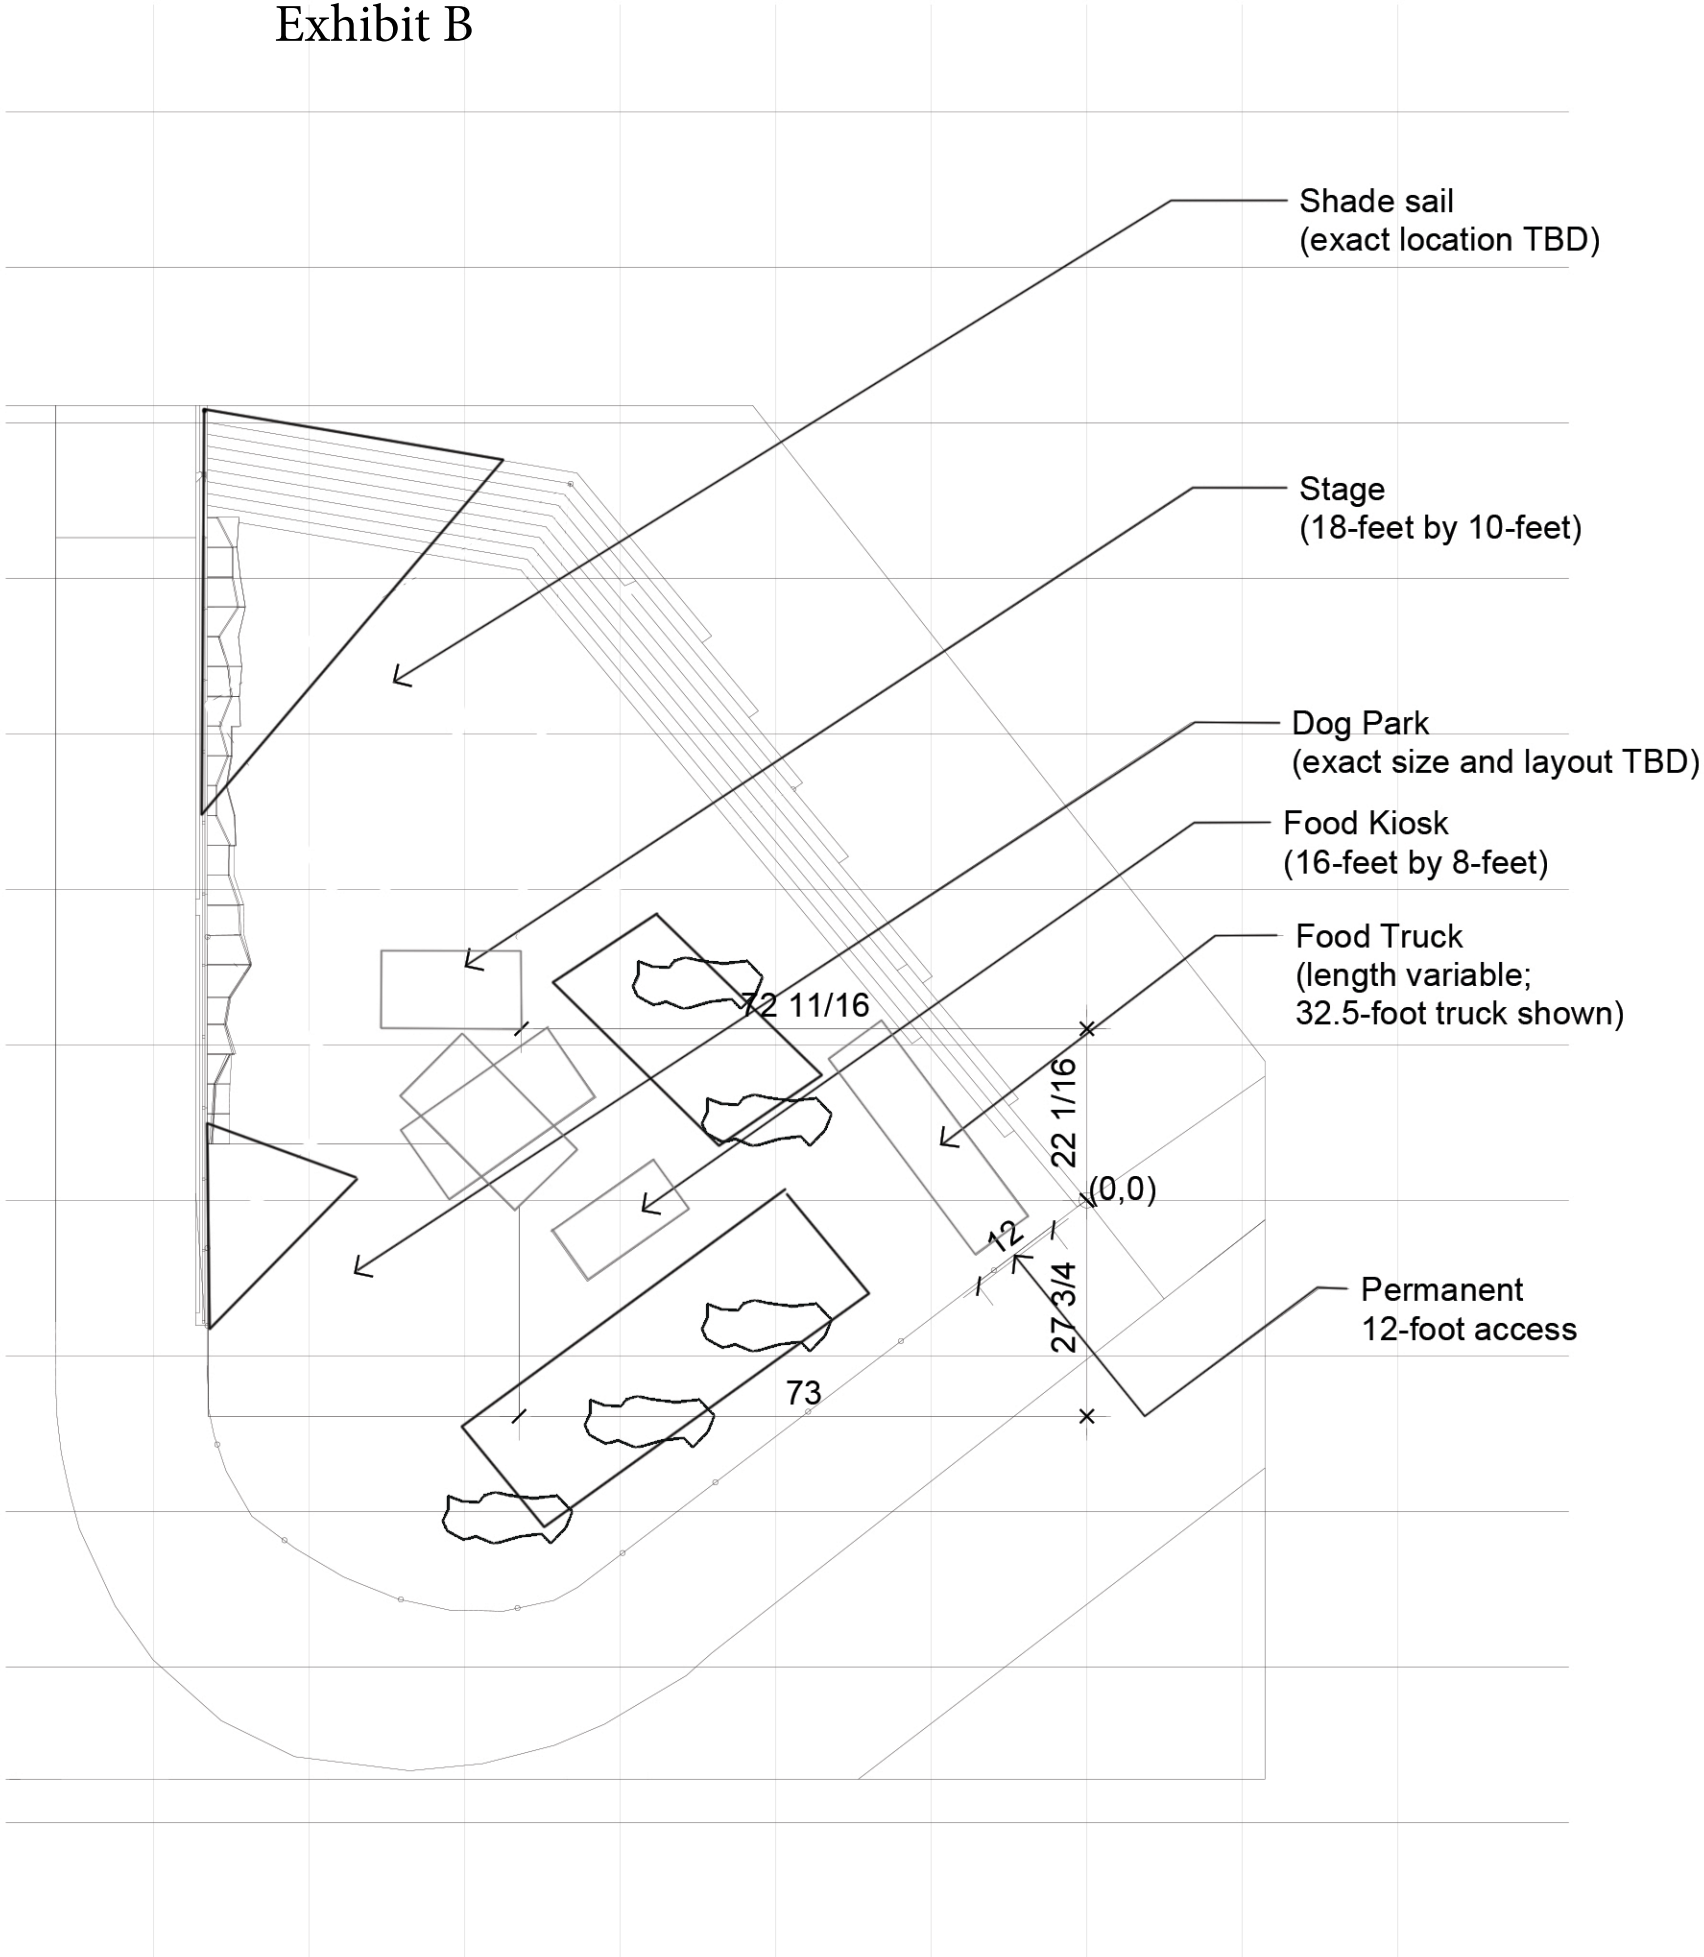 Exhibit B
Shade sail
(exact location TBD)
Stage
(18-feet by 10-feet)
Dog Park
(exact size and layout TBD)
Food Kiosk
(16-feet by 8-feet)
Food Truck
(length variable;
32.5-foot truck shown)
72 11/16
22 1/16
(0,0)
12
27 3/4
Permanent
12-foot access
73